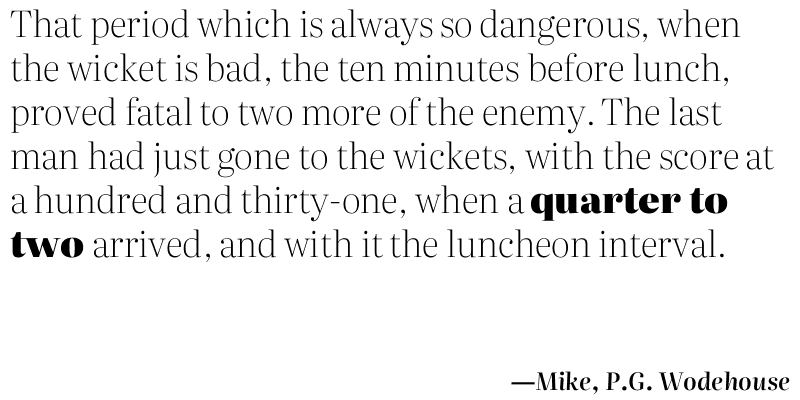 That period which is always so dangerous, when
the wicket is bad, the ten minutes before lunch,
proved fatal to two more of the enemy. The last
man had just gone to the wickets, with the score at
a hundred and thirty-one, when a quarter to
two arrived, and with it the luncheon interval.
—Mike, P.G. Wodehouse